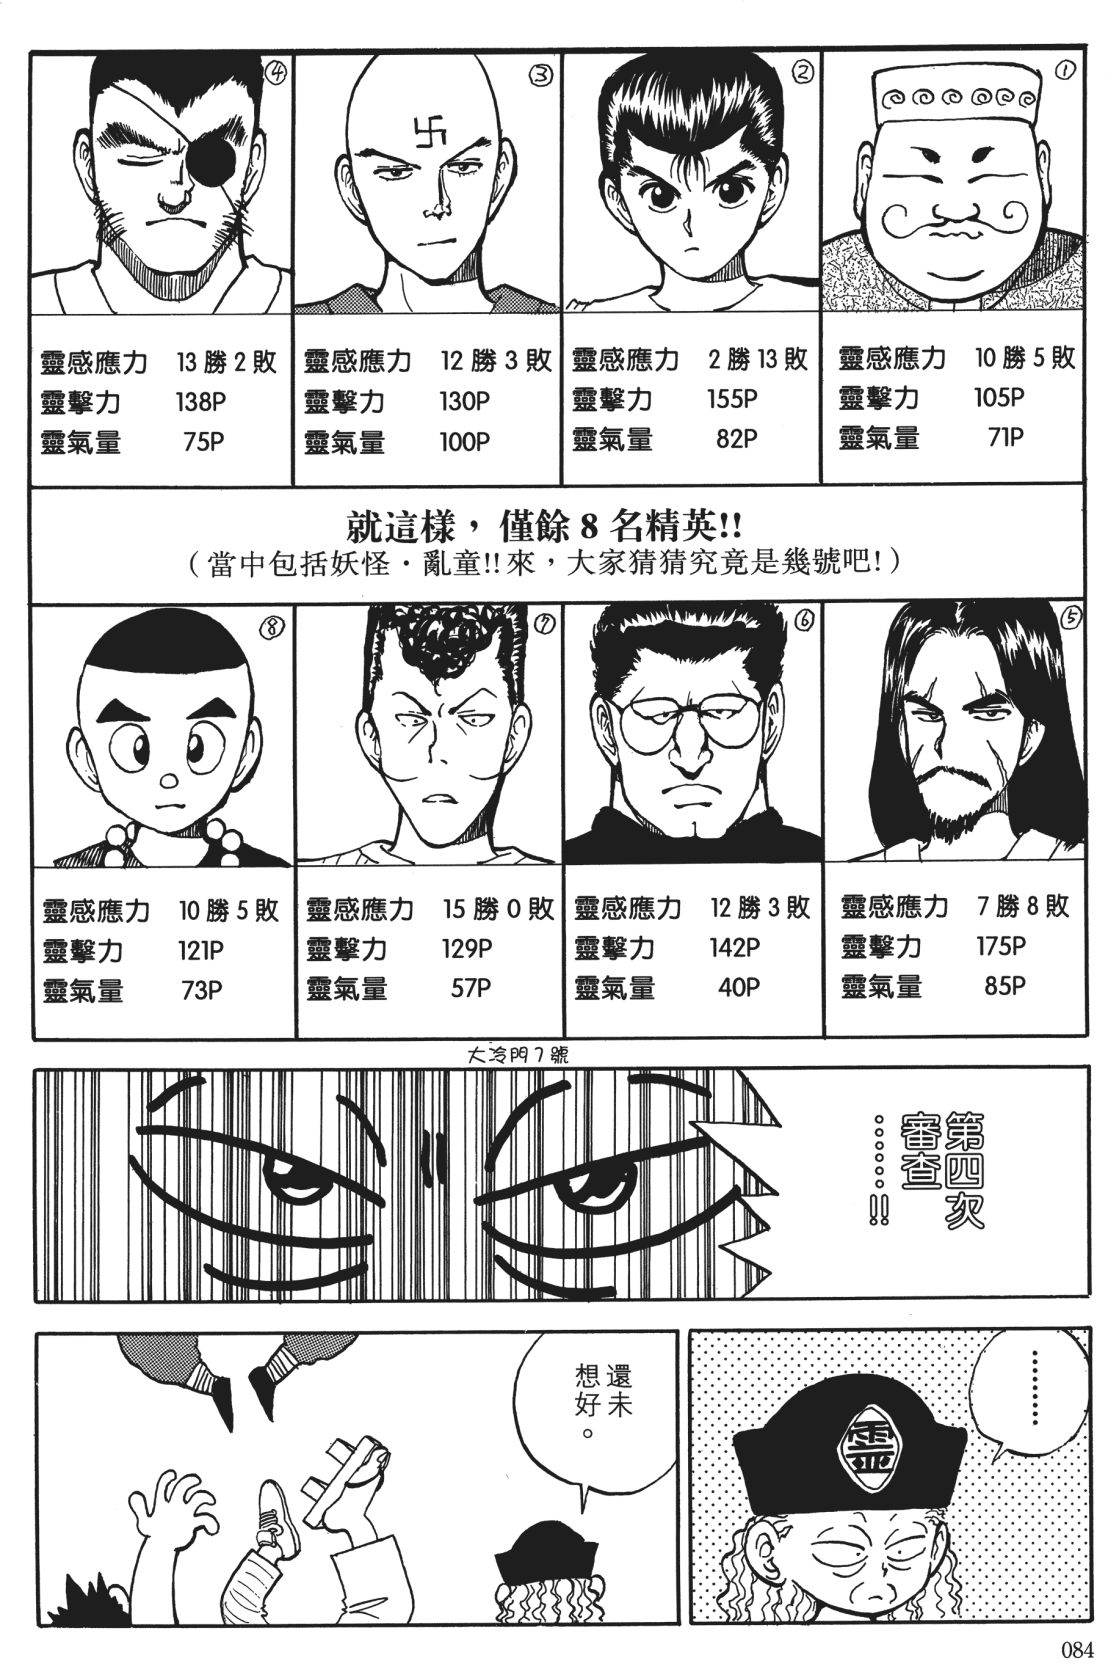 ①
靈感應力 10勝5敗
靈擊力 105P
靈氣量 71P
②
靈感應力 2勝13敗
靈擊力 155P
靈氣量 82P
③
卐
靈感應力 12勝3敗
靈擊力 130P
靈氣量 100P
④
靈感應力 13勝2敗
靈擊力 138P
靈氣量 75P
就這樣，僅餘8名精英!!
（當中包括妖怪・亂童!!來，大家猜猜究竟是幾號吧!）
⑤
靈感應力 7勝8敗
靈擊力 175P
靈氣量 85P
⑥
靈感應力 12勝3敗
靈擊力 142P
靈氣量 40P
⑦
靈感應力 15勝0敗
靈擊力 129P
靈氣量 57P
⑧
靈感應力 10勝5敗
靈擊力 121P
靈氣量 73P
大冷門7號
第四次
審查
……!!
………
霊
還未
想好。
084